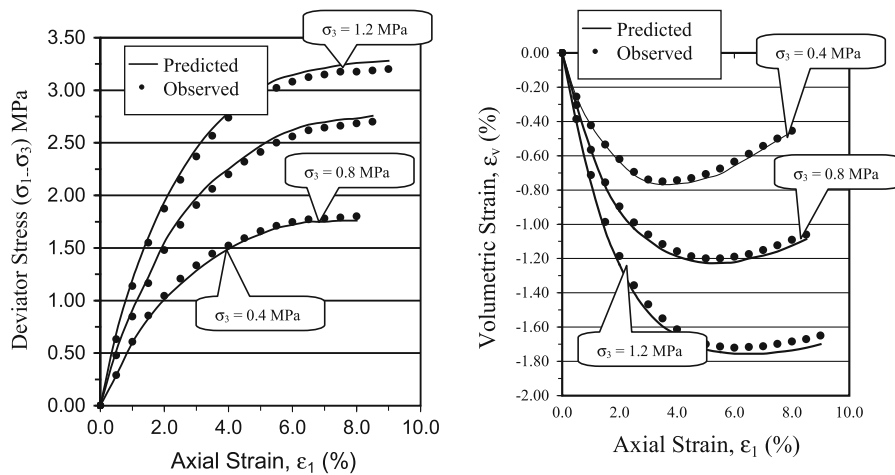 σ₃ = 1.2 MPa
3.50
3.00
2.50
2.00
1.50
1.00
0.50
0.00
Predicted
Observed
σ₃ = 0.8 MPa
σ₃ = 0.4 MPa
Deviator Stress (σ₁₋σ₃) MPa
0.0 2.0 4.0 6.0 8.0 10.0
Axial Strain, ε₁ (%)
0.00
-0.20
-0.40
-0.60
-0.80
-1.00
-1.20
-1.40
-1.60
-1.80
-2.00
Predicted
Observed
σ₃ = 0.4 MPa
σ₃ = 0.8 MPa
σ₃ = 1.2 MPa
Volumetric Strain, εᵥ (%)
0.0 2.0 4.0 6.0 8.0 10.0
Axial Strain, ε₁ (%)